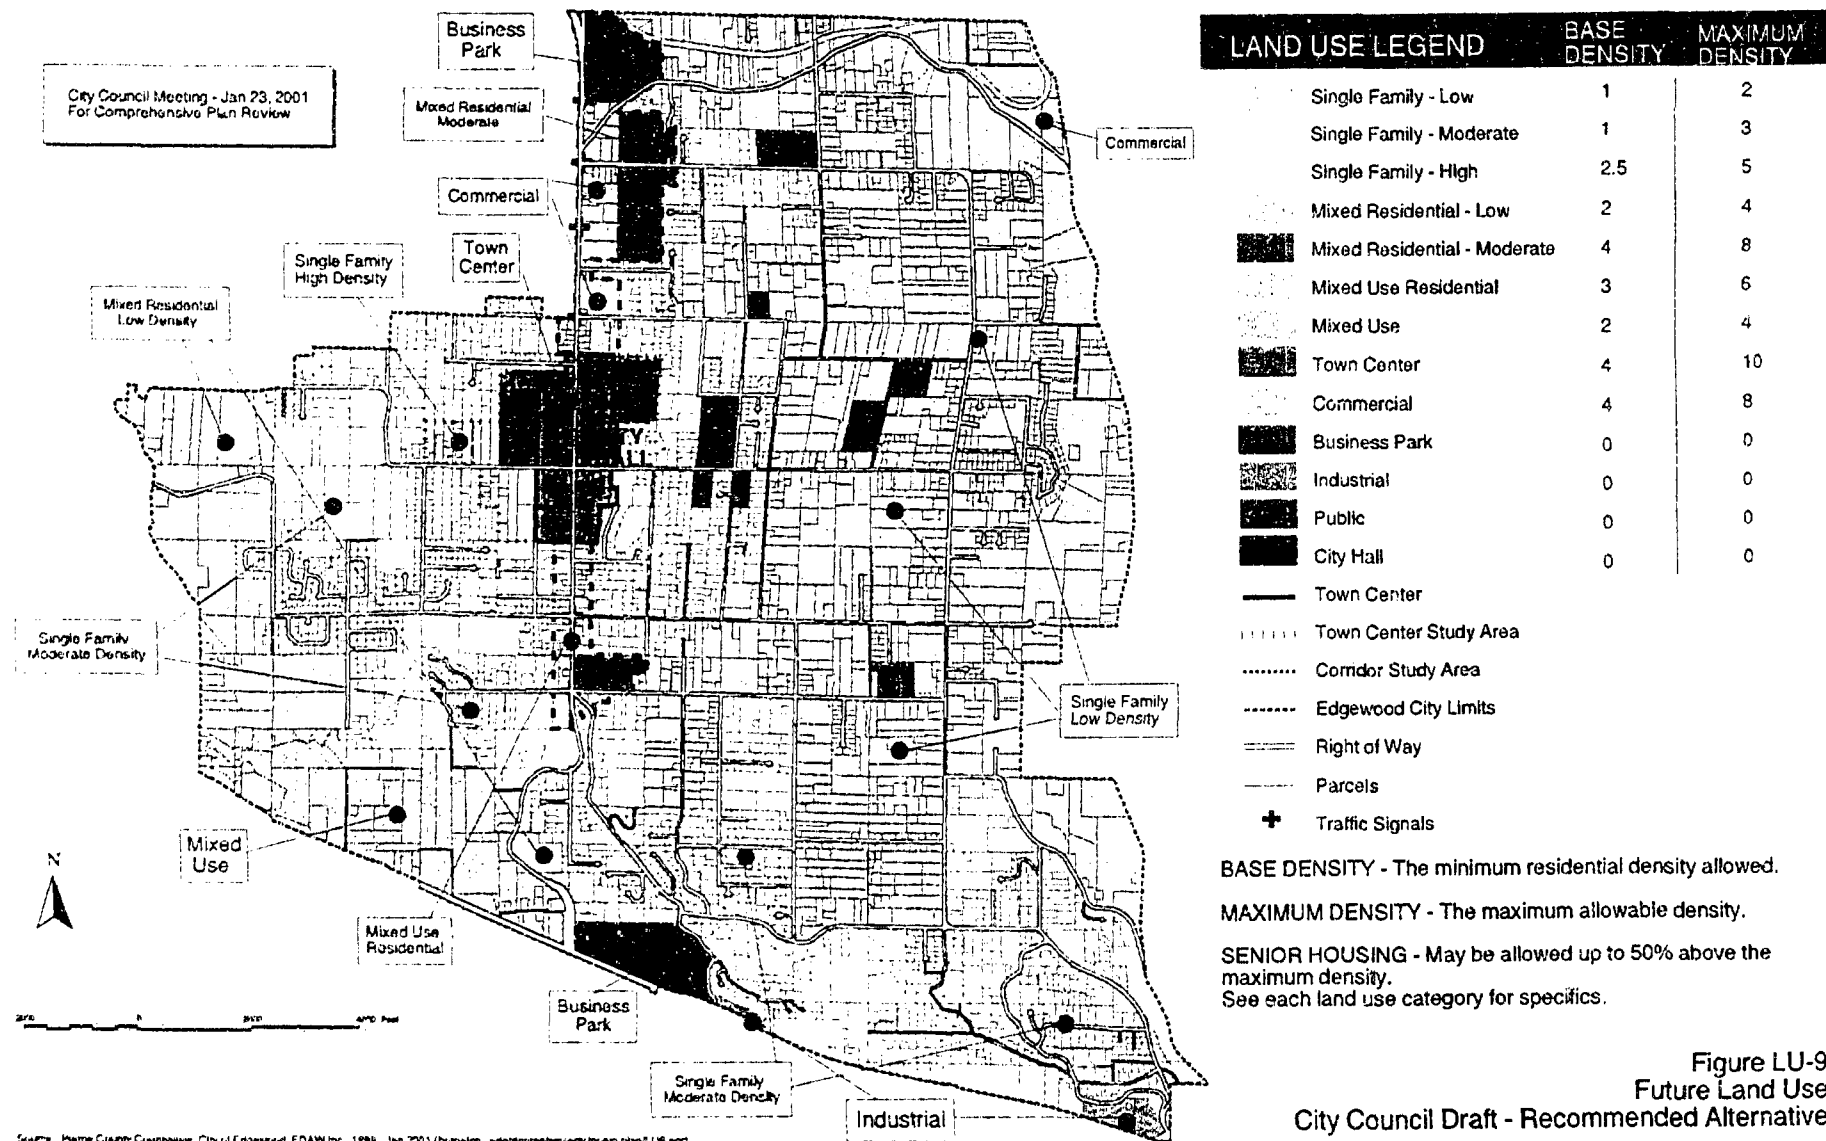 City Council Meeting - Jan 23, 2001
For Comprehensive Plan Review
Business
Park
Mixed Residential
Moderate
Commercial
Commercial
Town
Center
Single Family
High Density
Mixed Residential
Low Density
Single Family
Moderate Density
Single Family
Low Density
Mixed
Use
N
Mixed Use
Residential
Business
Park
Single Family
Moderate Density
Industrial
0
Feet
LAND USE LEGEND BASE DENSITY MAXIMUM DENSITY
Single Family - Low 1 2
Single Family - Moderate 1 3
Single Family - High 2.5 5
Mixed Residential - Low 2 4
Mixed Residential - Moderate 4 8
Mixed Use Residential 3 6
Mixed Use 2 4
Town Center 4 10
Commercial 4 8
Business Park 0 0
Industrial 0 0
Public 0 0
City Hall 0 0
Town Center
Town Center Study Area
Corridor Study Area
Edgewood City Limits
Right of Way
Parcels
Traffic Signals
BASE DENSITY - The minimum residential density allowed.
MAXIMUM DENSITY - The maximum allowable density.
SENIOR HOUSING - May be allowed up to 50% above the
maximum density.
See each land use category for specifics.
Figure LU-9
Future Land Use
City Council Draft - Recommended Alternative